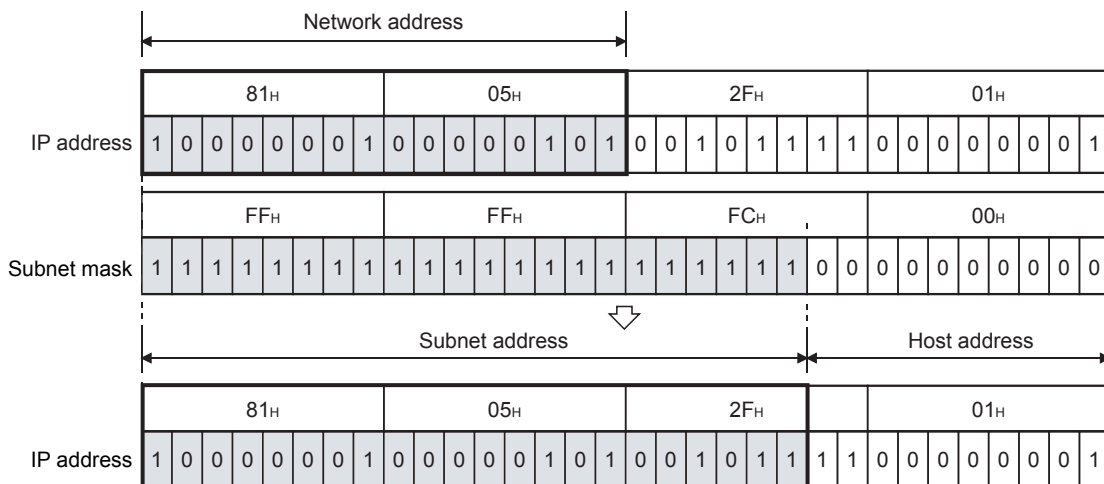 Network address
81H 05H 2FH 01H
IP address 1 0 0 0 0 0 0 1 0 0 0 0 0 1 0 1 0 0 1 0 1 1 1 1 0 0 0 0 0 0 0 1
FFH FFH FCH 00H
Subnet mask 1 1 1 1 1 1 1 1 1 1 1 1 1 1 1 1 1 1 1 1 1 1 0 0 0 0 0 0 0 0 0 0
Subnet address Host address
81H 05H 2FH 01H
IP address 1 0 0 0 0 0 0 1 0 0 0 0 0 1 0 1 0 0 1 0 1 1 1 1 0 0 0 0 0 0 0 1